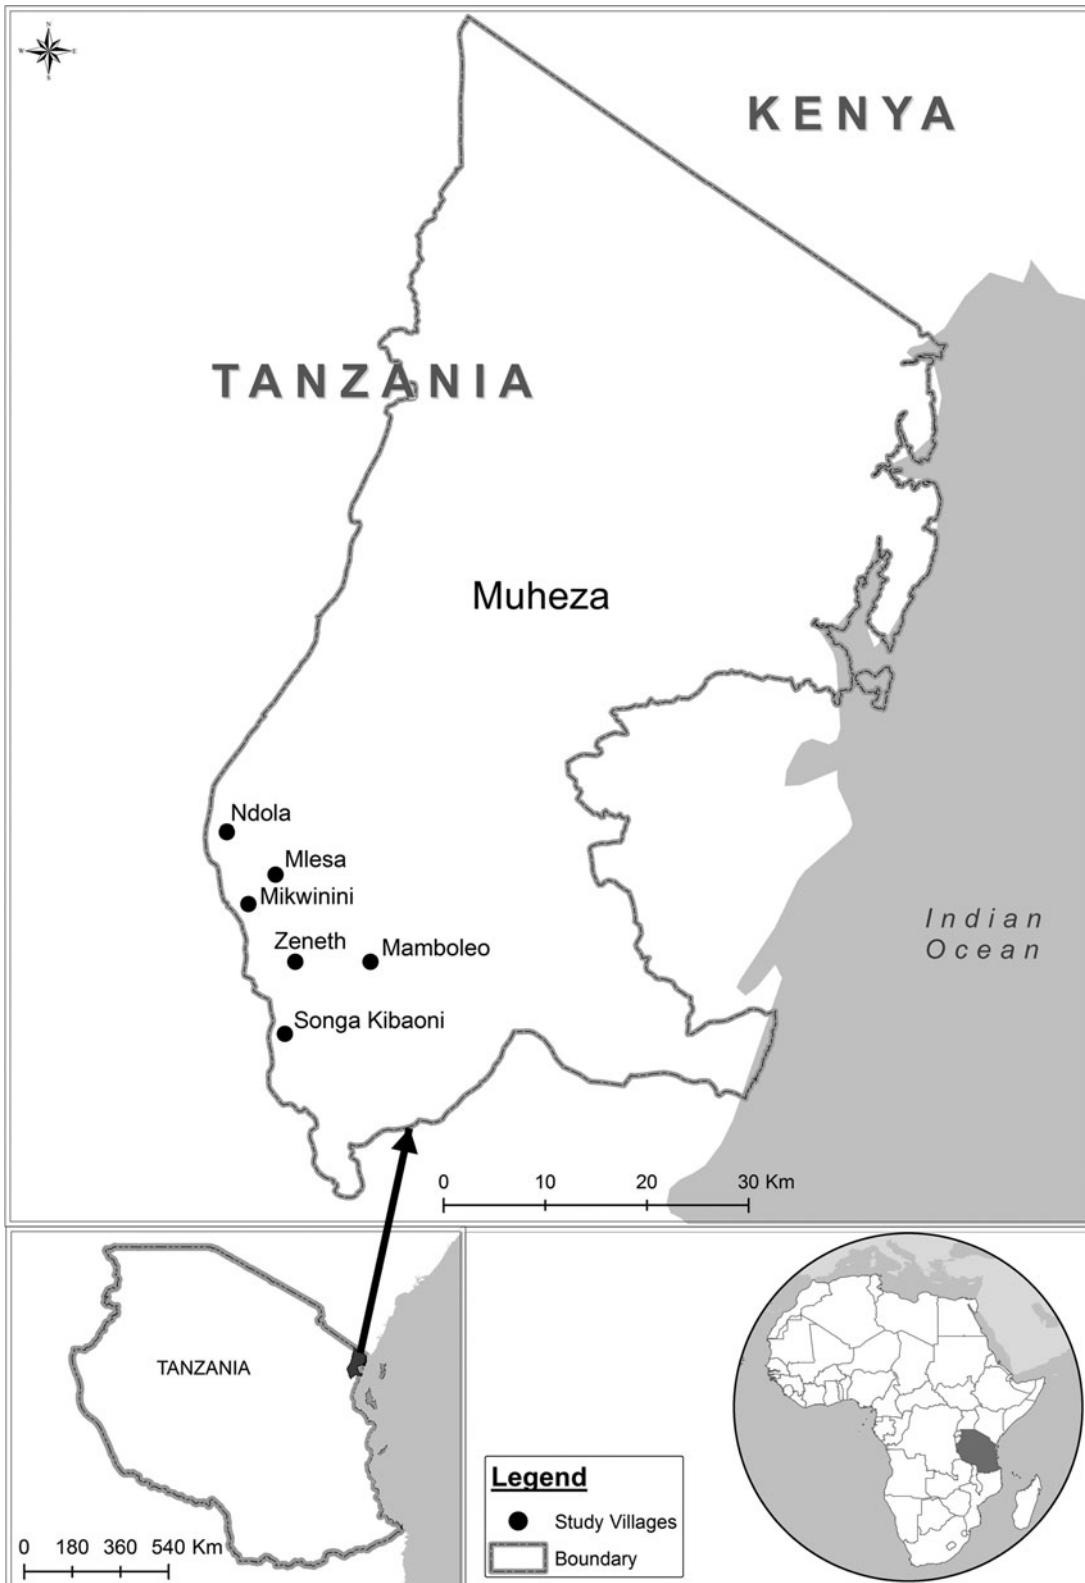 N
W E
S
KENYA
TANZANIA
Muheza
Ndola
Mlesa
Mikwinini
Zeneth
Mamboleo
Songa Kibaoni
Indian
Ocean
0 10 20 30 Km
TANZANIA
0 180 360 540 Km
Legend
Study Villages
Boundary